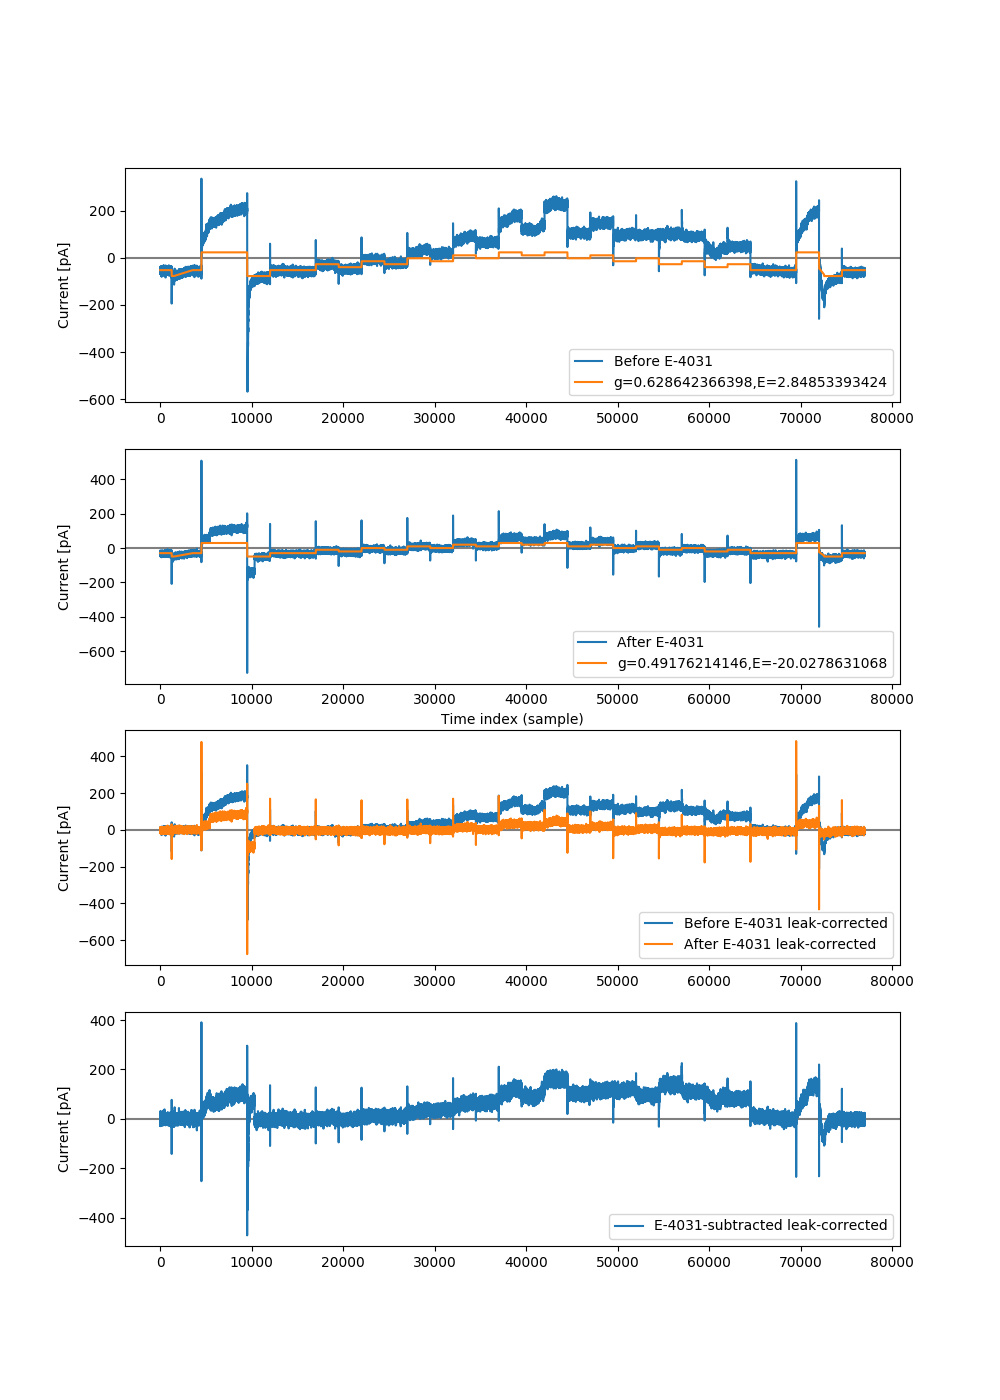 200
0
−200
−400
−600
Current [pA]
Before E-4031
g=0.628642366398,E=2.84853393424
0 10000 20000 30000 40000 50000 60000 70000 80000
400
200
0
−200
−400
−600
Current [pA]
After E-4031
g=0.49176214146,E=-20.0278631068
0 10000 20000 30000 40000 50000 60000 70000 80000
Time index (sample)
400
200
0
−200
−400
−600
Current [pA]
Before E-4031 leak-corrected
After E-4031 leak-corrected
0 10000 20000 30000 40000 50000 60000 70000 80000
400
200
0
−200
−400
Current [pA]
E-4031-subtracted leak-corrected
0 10000 20000 30000 40000 50000 60000 70000 80000